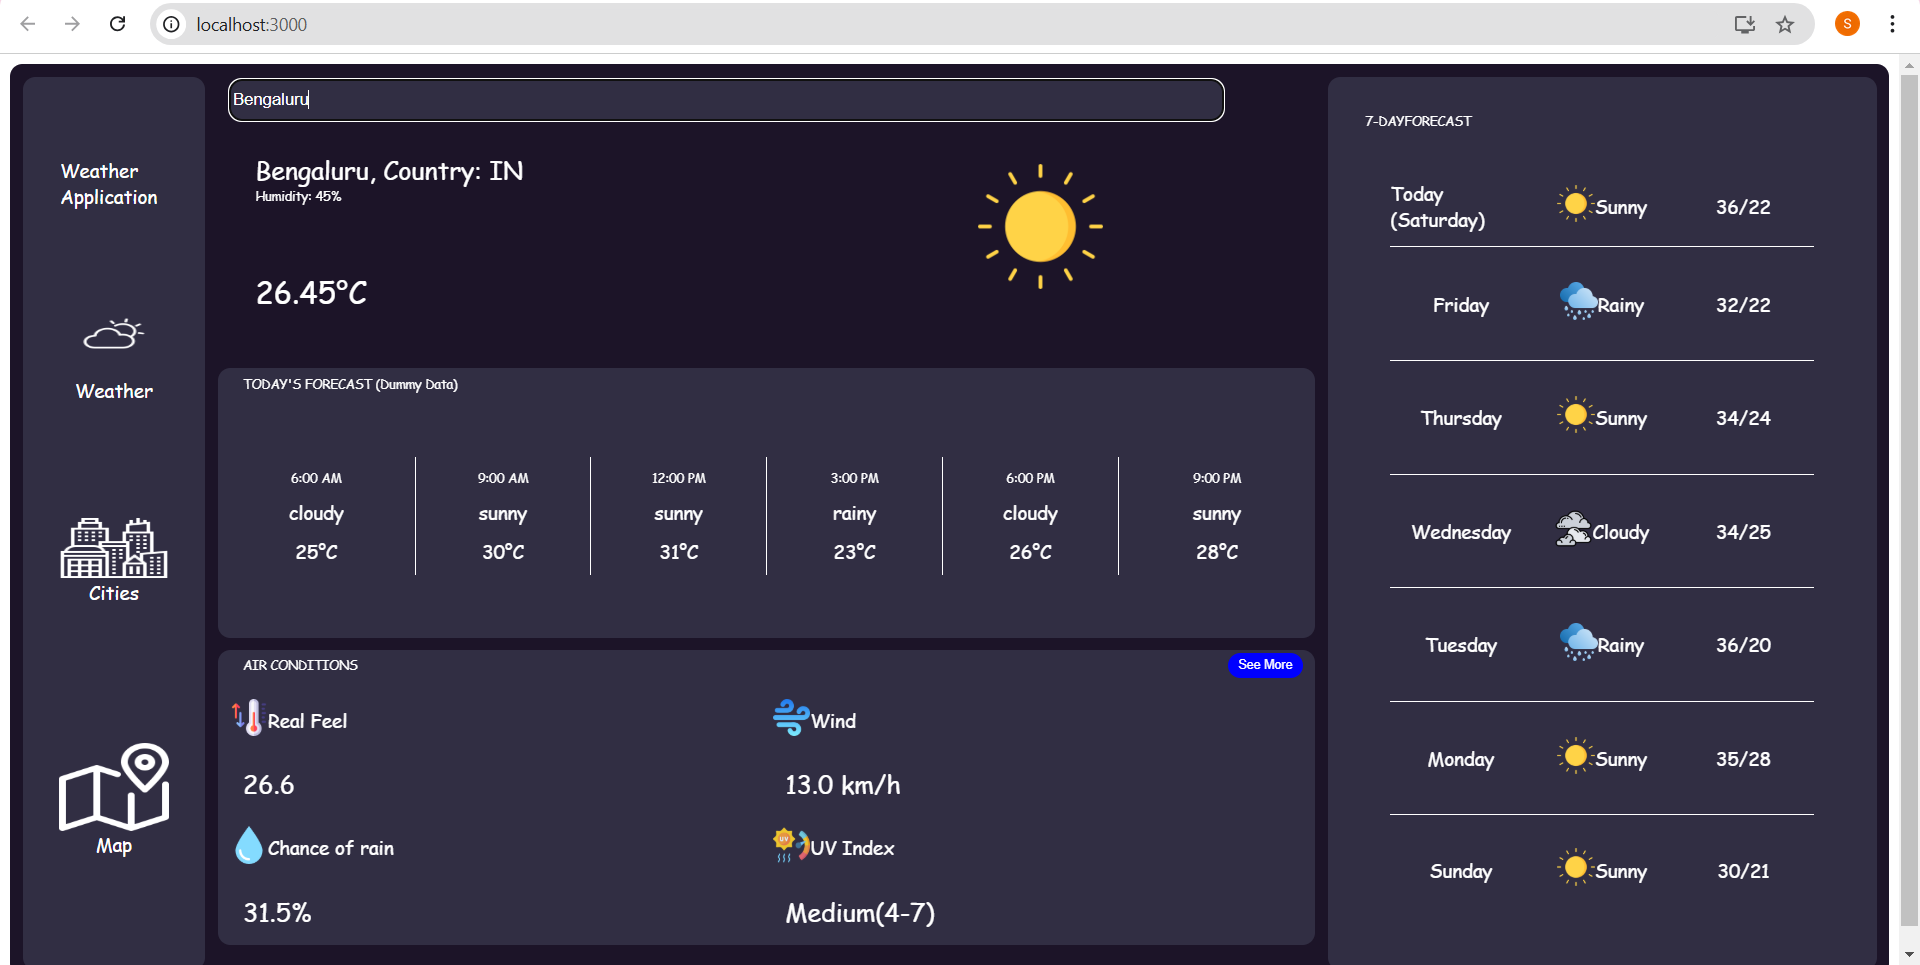 localhost:3000
S
Weather
Application
Weather
Cities
Map
Bengaluru
Bengaluru, Country: IN
Humidity: 45%
26.45°C
TODAY'S FORECAST (Dummy Data)
6:00 AM 9:00 AM 12:00 PM 3:00 PM 6:00 PM 9:00 PM
cloudy sunny sunny rainy cloudy sunny
25°C 30°C 31°C 23°C 26°C 28°C
AIR CONDITIONS See More
Real Feel Wind
26.6 13.0 km/h
Chance of rain UV UV Index
31.5% Medium(4-7)
7-DAYFORECAST
Today
(Saturday) Sunny 36/22
Friday Rainy 32/22
Thursday Sunny 34/24
Wednesday Cloudy 34/25
Tuesday Rainy 36/20
Monday Sunny 35/28
Sunday Sunny 30/21